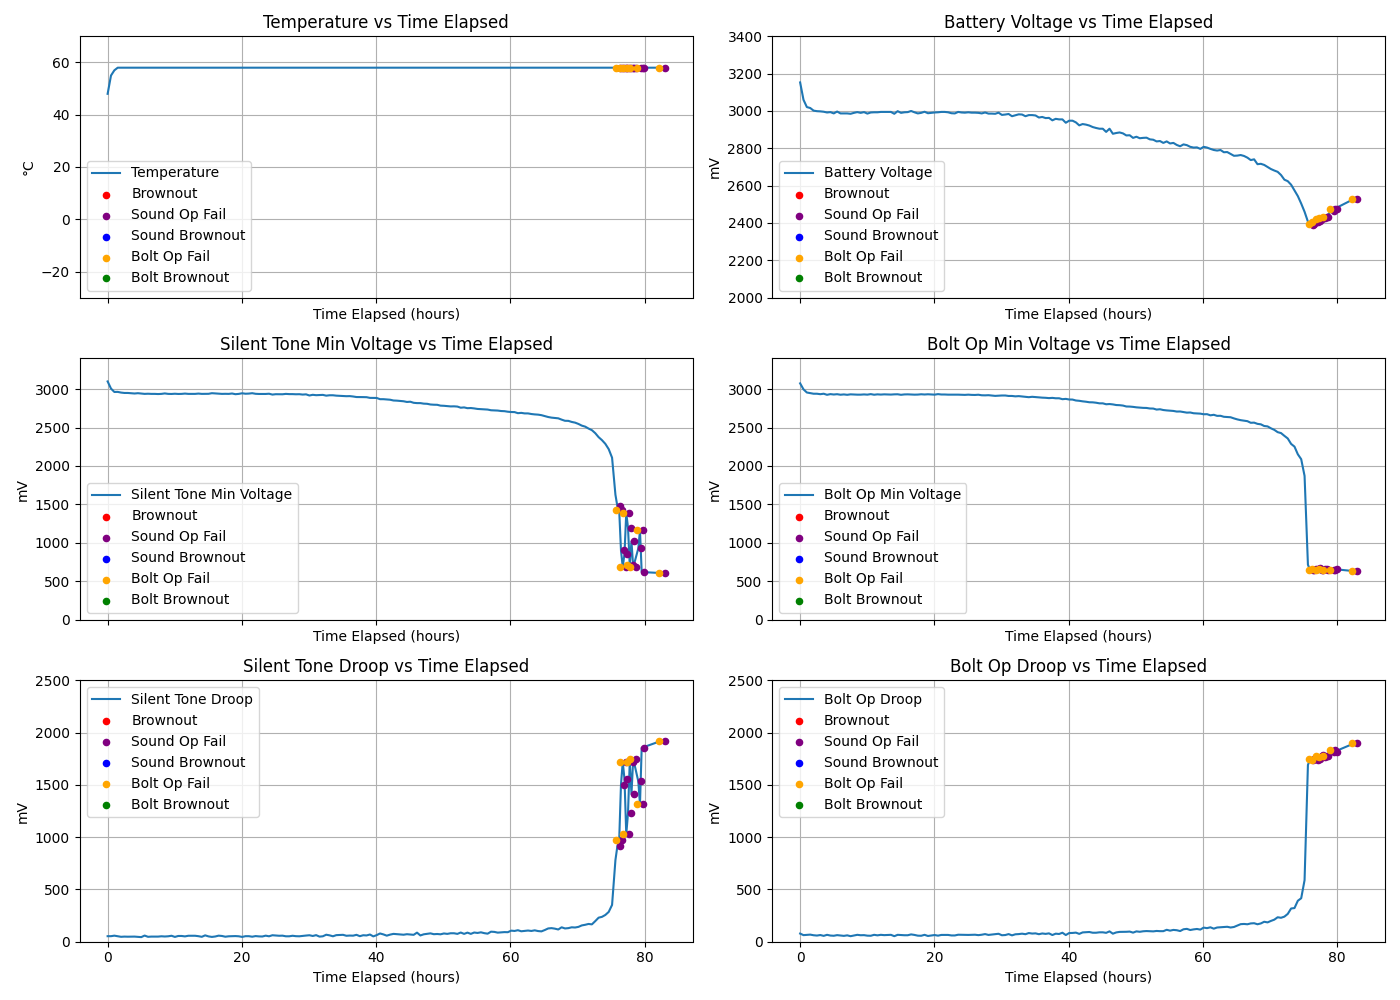 Temperature vs Time Elapsed
60
40
20
0
−20
°C
Temperature
Brownout
Sound Op Fail
Sound Brownout
Bolt Op Fail
Bolt Brownout
Time Elapsed (hours)
Battery Voltage vs Time Elapsed
3400
3200
3000
2800
2600
2400
2200
2000
mV
Battery Voltage
Brownout
Sound Op Fail
Sound Brownout
Bolt Op Fail
Bolt Brownout
Time Elapsed (hours)
Silent Tone Min Voltage vs Time Elapsed
3000
2500
2000
1500
1000
500
0
mV
Silent Tone Min Voltage
Brownout
Sound Op Fail
Sound Brownout
Bolt Op Fail
Bolt Brownout
Time Elapsed (hours)
Bolt Op Min Voltage vs Time Elapsed
3000
2500
2000
1500
1000
500
0
mV
Bolt Op Min Voltage
Brownout
Sound Op Fail
Sound Brownout
Bolt Op Fail
Bolt Brownout
Time Elapsed (hours)
Silent Tone Droop vs Time Elapsed
2500
2000
1500
1000
500
0
mV
Silent Tone Droop
Brownout
Sound Op Fail
Sound Brownout
Bolt Op Fail
Bolt Brownout
0 20 40 60 80
Time Elapsed (hours)
Bolt Op Droop vs Time Elapsed
2500
2000
1500
1000
500
0
mV
Bolt Op Droop
Brownout
Sound Op Fail
Sound Brownout
Bolt Op Fail
Bolt Brownout
0 20 40 60 80
Time Elapsed (hours)